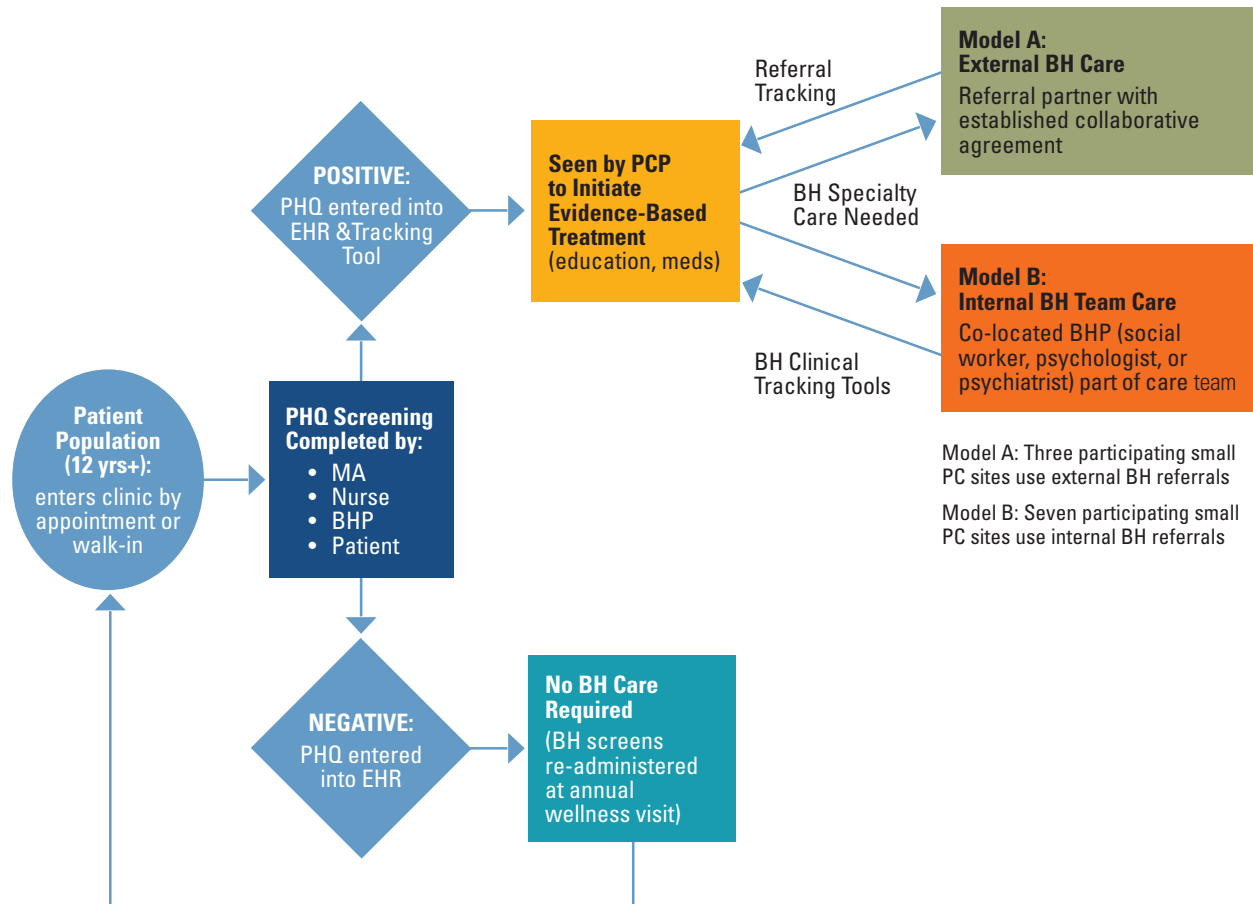 Patient
Population
(12 yrs+):
enters clinic by
appointment or
walk-in
PHQ Screening
Completed by:
• MA
• Nurse
• BHP
• Patient
POSITIVE:
PHQ entered into
EHR &Tracking
Tool
NEGATIVE:
PHQ entered
into EHR
Seen by PCP
to Initiate
Evidence-Based
Treatment
(education, meds)
No BH Care
Required
(BH screens
re-administered
at annual
wellness visit)
Referral
Tracking
BH Specialty
Care Needed
BH Clinical
Tracking Tools
Model A:
External BH Care
Referral partner with
established collaborative
agreement
Model B:
Internal BH Team Care
Co-located BHP (social
worker, psychologist, or
psychiatrist) part of care team
Model A: Three participating small
PC sites use external BH referrals
Model B: Seven participating small
PC sites use internal BH referrals